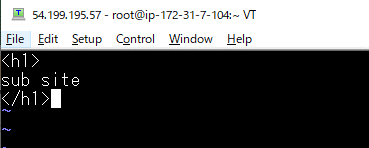 54.199.195.57 - root@ip-172-31-7-104:~ VT
File Edit Setup Control Window Help
<h1>
sub site
</h1>
~
~